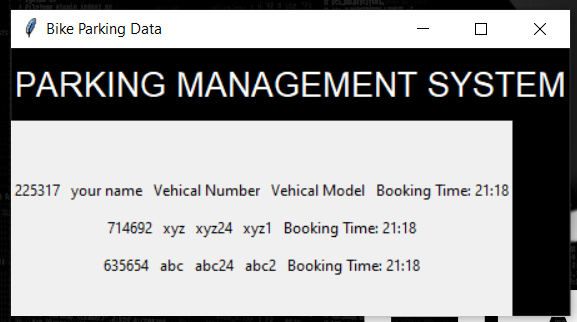 Bike Parking Data
PARKING MANAGEMENT SYSTEM
225317 your name Vehical Number Vehical Model Booking Time: 21:18
714692 xyz xyz24 xyz1 Booking Time: 21:18
635654 abc abc24 abc2 Booking Time: 21:18